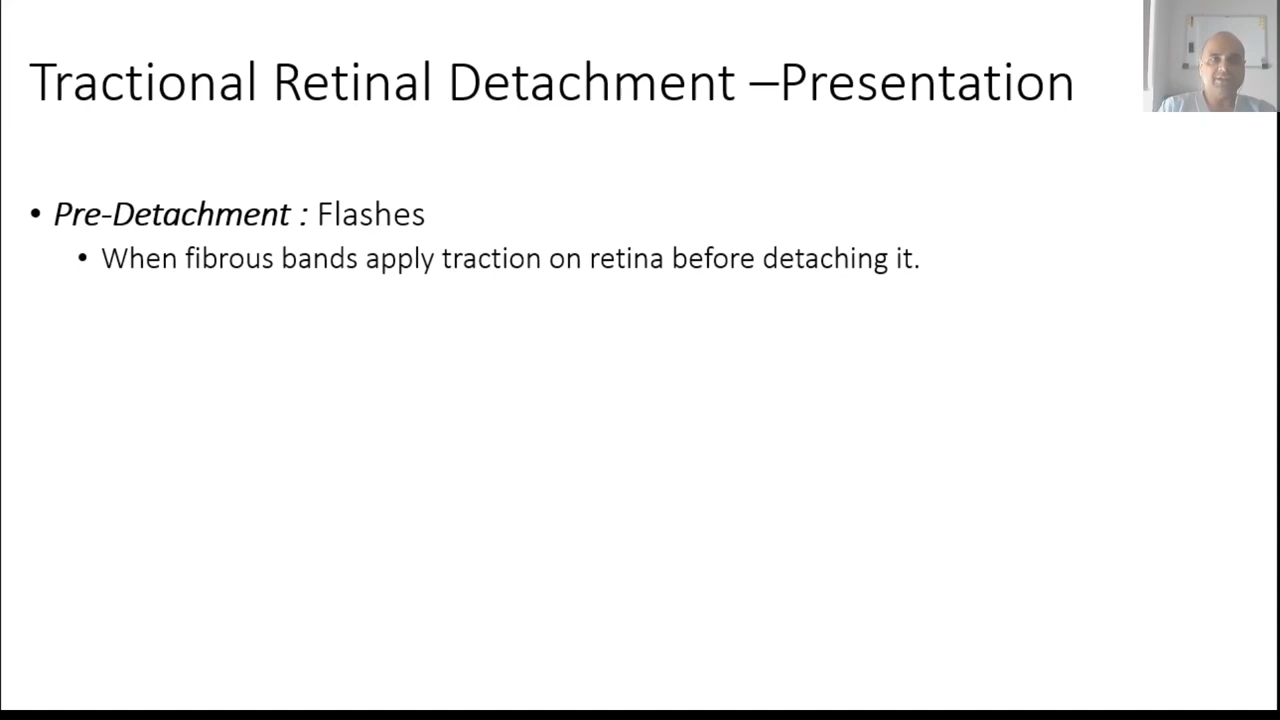 Tractional Retinal Detachment –Presentation
• Pre-Detachment : Flashes
• When fibrous bands apply traction on retina before detaching it.